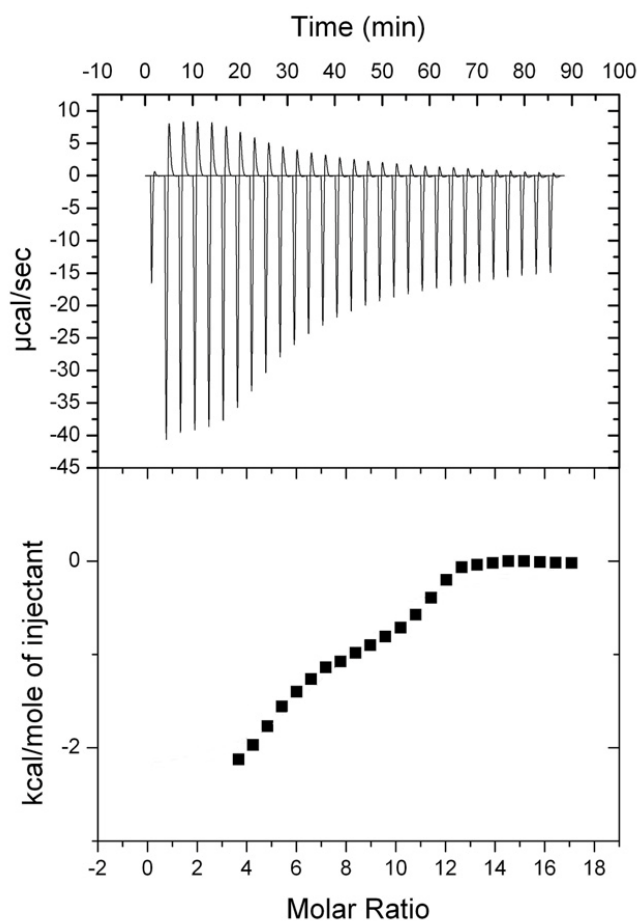 Time (min)
-10 0 10 20 30 40 50 60 70 80 90 100
10
5
0
-5
-10
-15
-20
-25
-30
-35
-40
-45
µcal/sec
0
-2
kcal/mole of injectant
-2 0 2 4 6 8 10 12 14 16 18
Molar Ratio